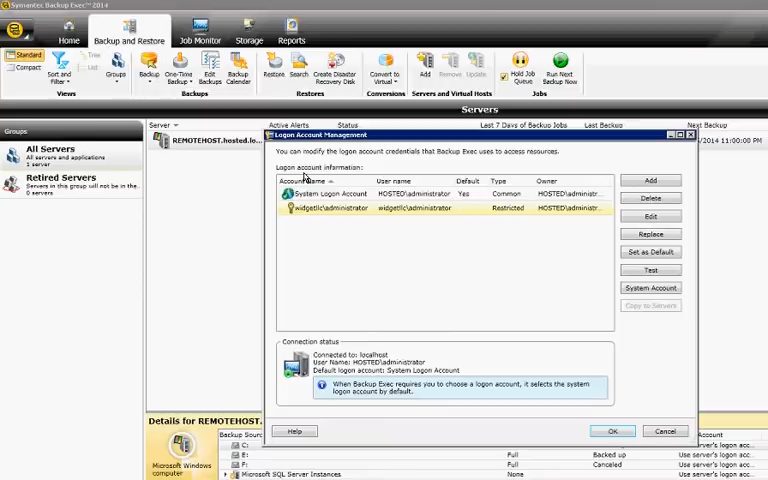 Symantec Backup Exec™ 2014
Home
Backup and Restore
Job Monitor
Storage
Reports
Standard
Compact
Tree
List
Sort and Filter
Groups
Views
Backup
One-Time Backup
Edit Backups
Backup Calendar
Backups
Restore
Search
Create Disaster Recovery Disk
Restores
Convert to Virtual
Conversions
Add
Remove
Update
Servers and Virtual Hosts
Hold Job Queue
Run Next Backup Now
Jobs
Servers
Groups
All Servers
All servers and applications
1 server
Retired Servers
Servers in this group will not be in the...
0 servers
Server
Active Alerts
Status
Last 7 Days of Backup Jobs
Last Backup
Next Backup
REMOTEHOST.hosted.lo...
11:00:00 PM
Logon Account Management
You can modify the logon account credentials that Backup Exec uses to access resources.
Logon account information:
Account Name
User name
Default
Type
Owner
System Logon Account
HOSTED\administrator
Yes
Common
HOSTED\administr...
widgetllc\administrator
widgetllc\administrator
Restricted
HOSTED\administr...
Add
Delete
Edit
Replace
Set as Default
Test
System Account
Copy to Servers
Connection status
Connected to: localhost
User Name: HOSTED\administrator
Default logon account: System Logon Account
When Backup Exec requires you to choose a logon account, it selects the system
logon account by default.
Help
OK
Cancel
Details for REMOTEHOST.
Microsoft Windows
computer
Backup Sour
Account
C:
Use server's logon acc...
E:
Full
Backed up
Use server's logon acc...
F:
Full
Canceled
Use server's logon acc...
Microsoft SQL Server Instances
Use server's logon acc...